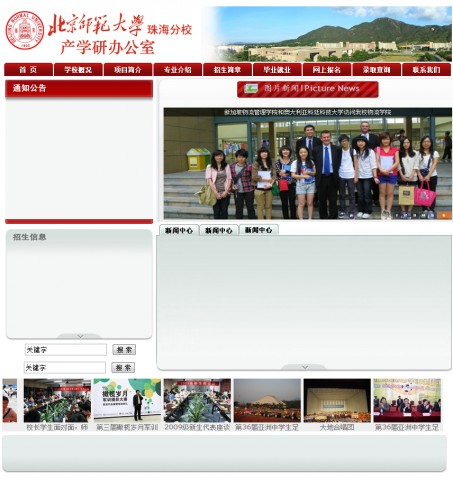 北京师范大学 珠海分校
产学研办公室
首 页 学校概况 项目简介 专业介绍 招生简章 毕业就业 网上报名 录取查询 联系我们
通知公告
图片新闻|Picture News
新加坡物流管理学院和澳大利亚科廷科技大学访问我校物流学院
新闻中心 新闻中心 新闻中心
招生信息
关键字 搜 索
关键字 搜 索
校长学生面对面·师 第三届橄榄岁月军训 2009级新生代表座谈 第36届亚洲中学生足 大地合唱团 第36届亚洲中学生足